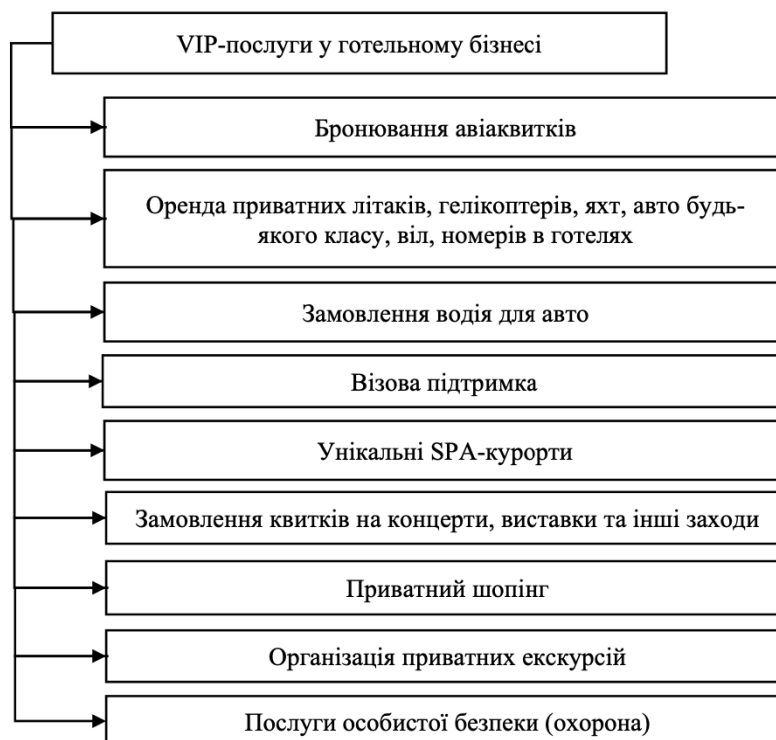 VIP-послуги у готельному бізнесі
Бронювання авіаквитків
Оренда приватних літаків, гелікоптерів, яхт, авто будь-
якого класу, віл, номерів в готелях
Замовлення водія для авто
Візова підтримка
Унікальні SPA-курорти
Замовлення квитків на концерти, виставки та інші заходи
Приватний шопінг
Організація приватних екскурсій
Послуги особистої безпеки (охорона)